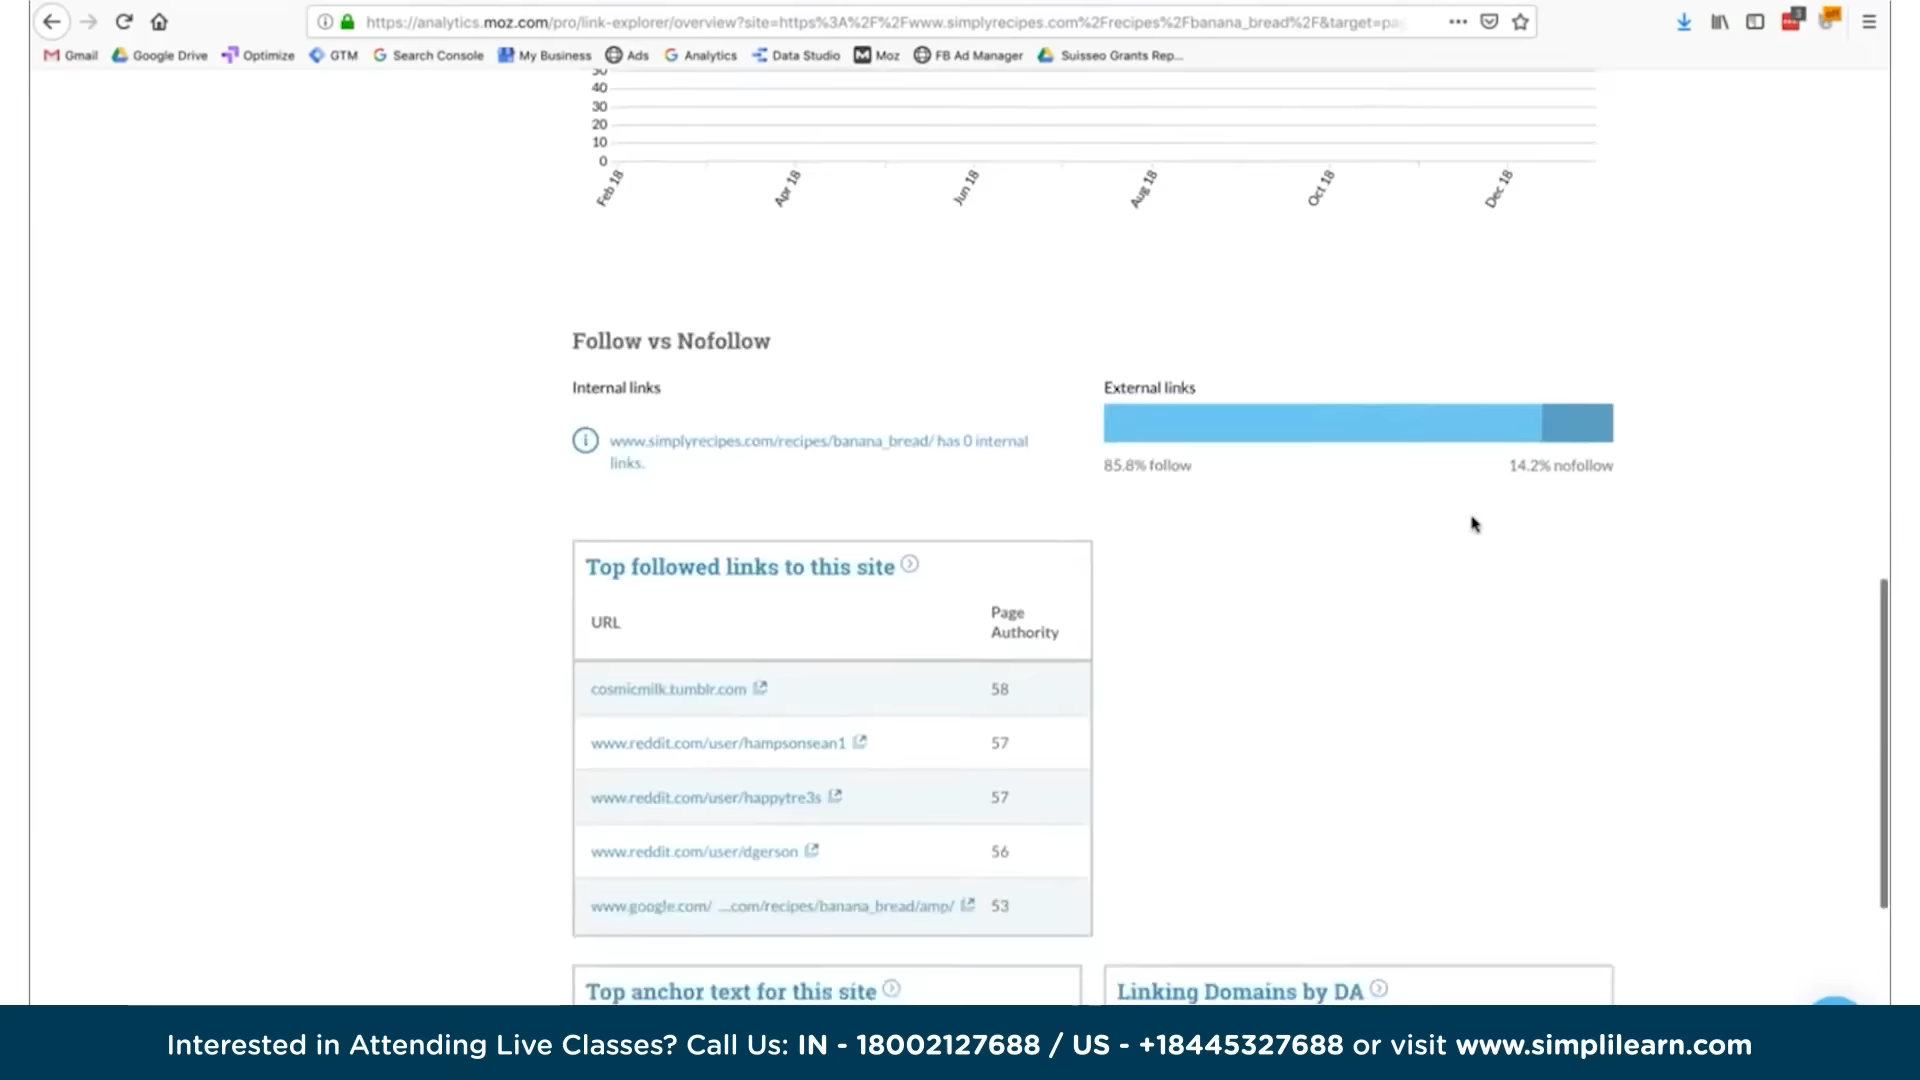 https://analytics.moz.com/pro/link-explorer/overview?site=https%3A%2F%2Fwww.simplyrecipes.com%2Frecipes%2Fbanana_bread%2F&target=pa
3
off
Gmail Google Drive Optimize GTM Search Console My Business Ads Analytics Data Studio Moz FB Ad Manager Suisseo Grants Rep...
50
40
30
20
10
0
Feb 18 Apr 18 Jun 18 Aug 18 Oct 18 Dec 18
Follow vs Nofollow
Internal links
www.simplyrecipes.com/recipes/banana_bread/ has 0 internal
links.
External links
85.8% follow 14.2% nofollow
Top followed links to this site
URL Page
Authority
cosmicmilk.tumblr.com 58
www.reddit.com/user/hampsonsean1 57
www.reddit.com/user/happytre3s 57
www.reddit.com/user/dgerson 56
www.google.com/ ...com/recipes/banana_bread/amp/ 53
Top anchor text for this site
Linking Domains by DA
Interested in Attending Live Classes? Call Us: IN - 18002127688 / US - +18445327688 or visit www.simplilearn.com